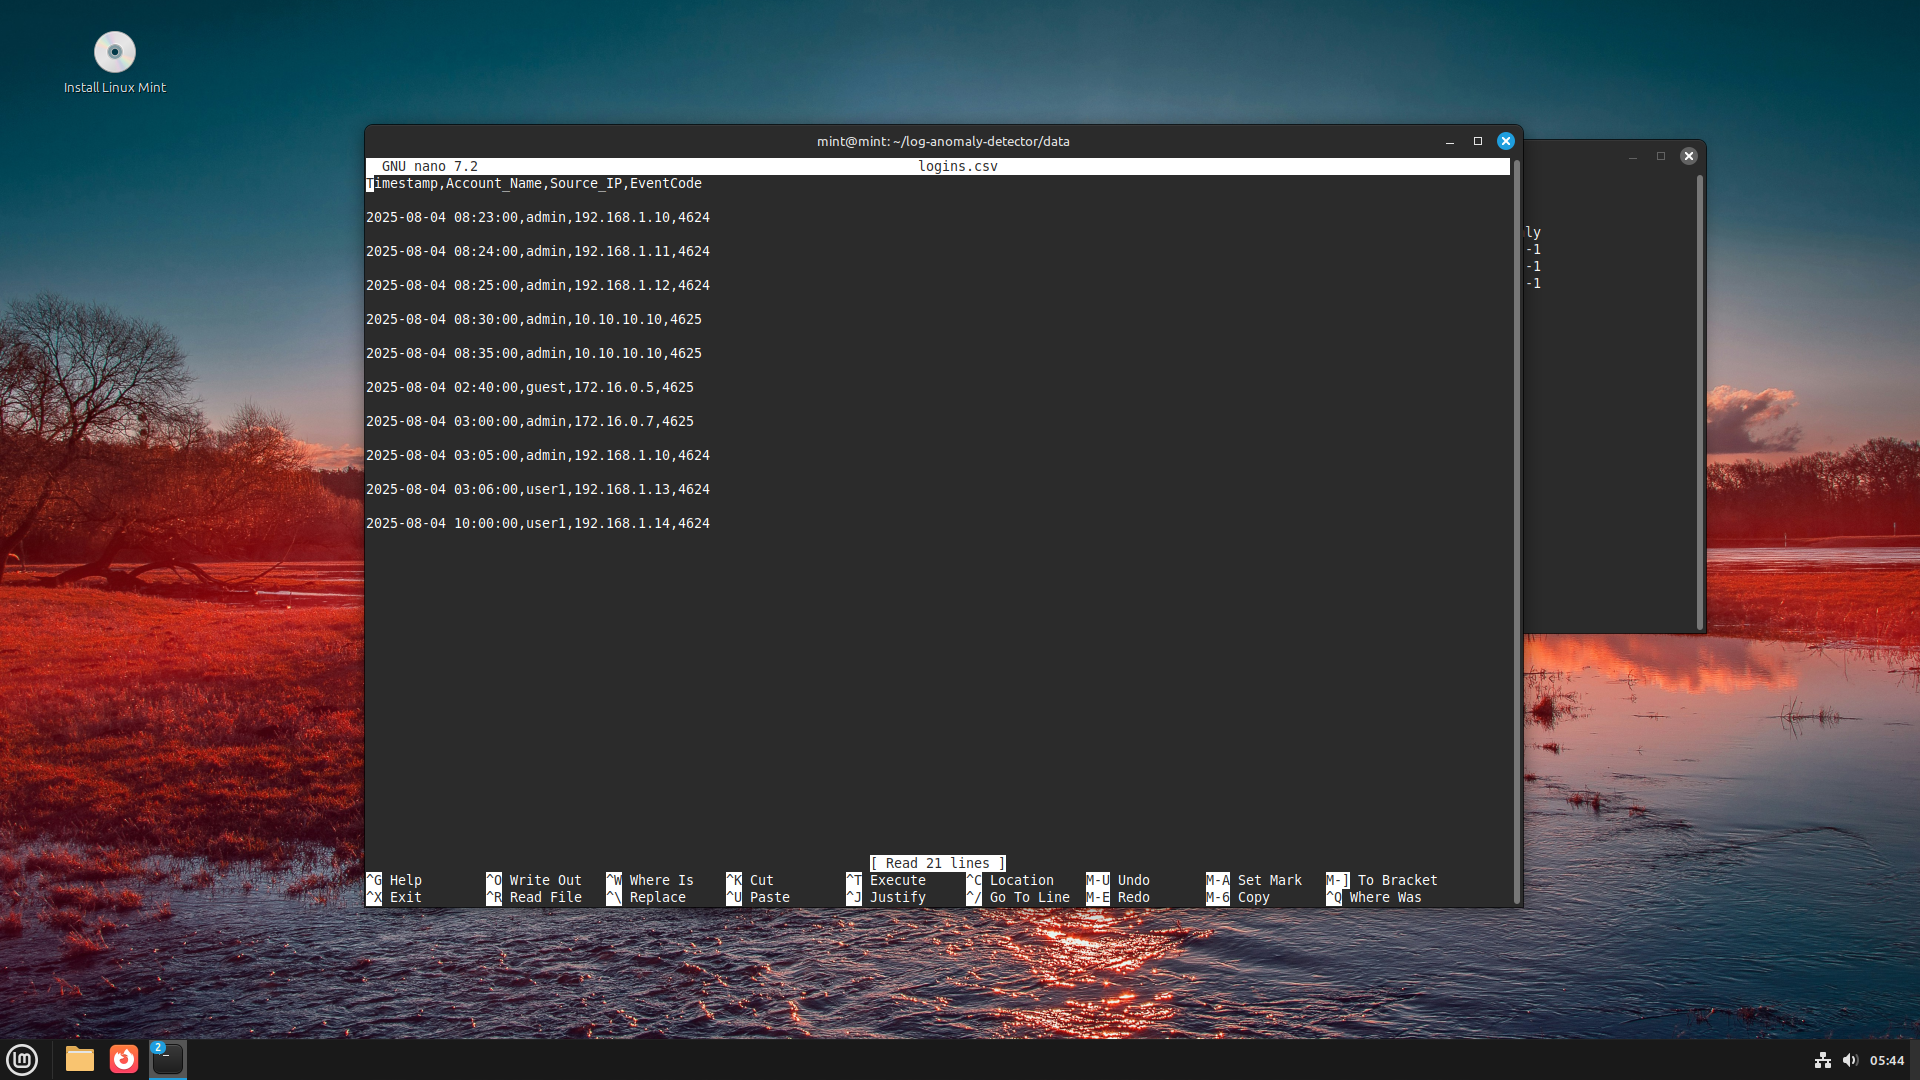 Install Linux Mint
mint@mint: ~/log-anomaly-detector/data
GNU nano 7.2 logins.csv
Timestamp,Account_Name,Source_IP,EventCode
2025-08-04 08:23:00,admin,192.168.1.10,4624
2025-08-04 08:24:00,admin,192.168.1.11,4624
2025-08-04 08:25:00,admin,192.168.1.12,4624
2025-08-04 08:30:00,admin,10.10.10.10,4625
2025-08-04 08:35:00,admin,10.10.10.10,4625
2025-08-04 02:40:00,guest,172.16.0.5,4625
2025-08-04 03:00:00,admin,172.16.0.7,4625
2025-08-04 03:05:00,admin,192.168.1.10,4624
2025-08-04 03:06:00,user1,192.168.1.13,4624
2025-08-04 10:00:00,user1,192.168.1.14,4624
ly
-1
-1
-1
[ Read 21 lines ]
^G Help ^O Write Out ^W Where Is ^K Cut ^T Execute ^C Location M-U Undo M-A Set Mark M-] To Bracket
^X Exit ^R Read File ^\ Replace ^U Paste ^J Justify ^/ Go To Line M-E Redo M-6 Copy ^Q Where Was
2
05:44